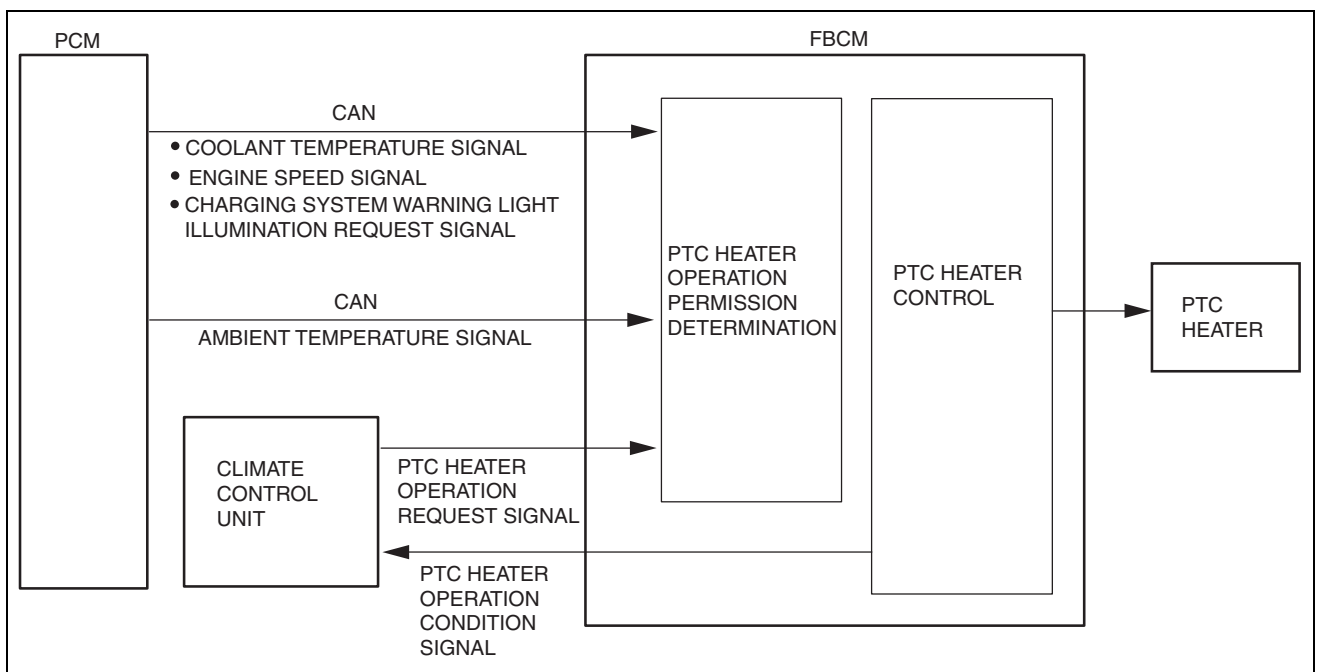 PCM
FBCM
CAN
• COOLANT TEMPERATURE SIGNAL
• ENGINE SPEED SIGNAL
• CHARGING SYSTEM WARNING LIGHT
ILLUMINATION REQUEST SIGNAL
CAN
AMBIENT TEMPERATURE SIGNAL
PTC HEATER
OPERATION
PERMISSION
DETERMINATION
PTC HEATER
CONTROL
PTC
HEATER
CLIMATE
CONTROL
UNIT
PTC HEATER
OPERATION
REQUEST SIGNAL
PTC HEATER
OPERATION
CONDITION
SIGNAL